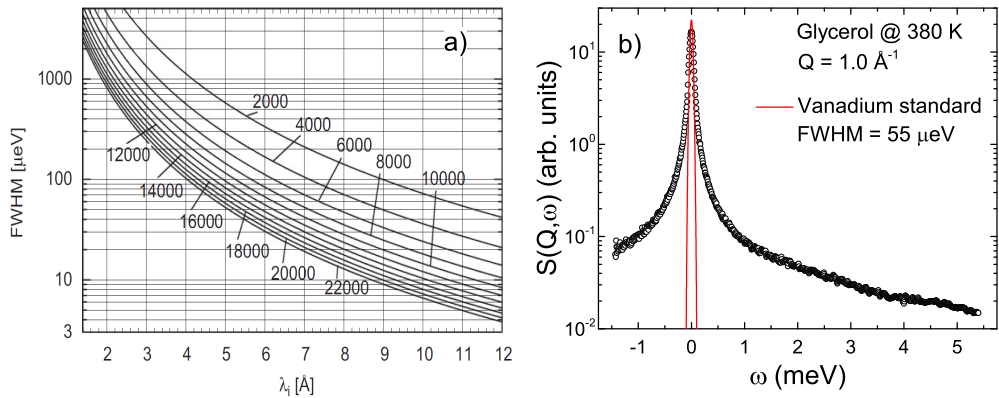 a)
FWHM [μeV]
1000
100
10
3
2000
4000
6000
8000
10000
12000
14000
16000
18000
20000
22000
2 3 4 5 6 7 8 9 10 11 12
λi [Å]
b)
Glycerol @ 380 K
Q = 1.0 Å⁻¹
Vanadium standard
FWHM = 55 μeV
S(Q,ω) (arb. units)
10¹
10⁰
10⁻¹
10⁻²
-1 0 1 2 3 4 5
ω (meV)